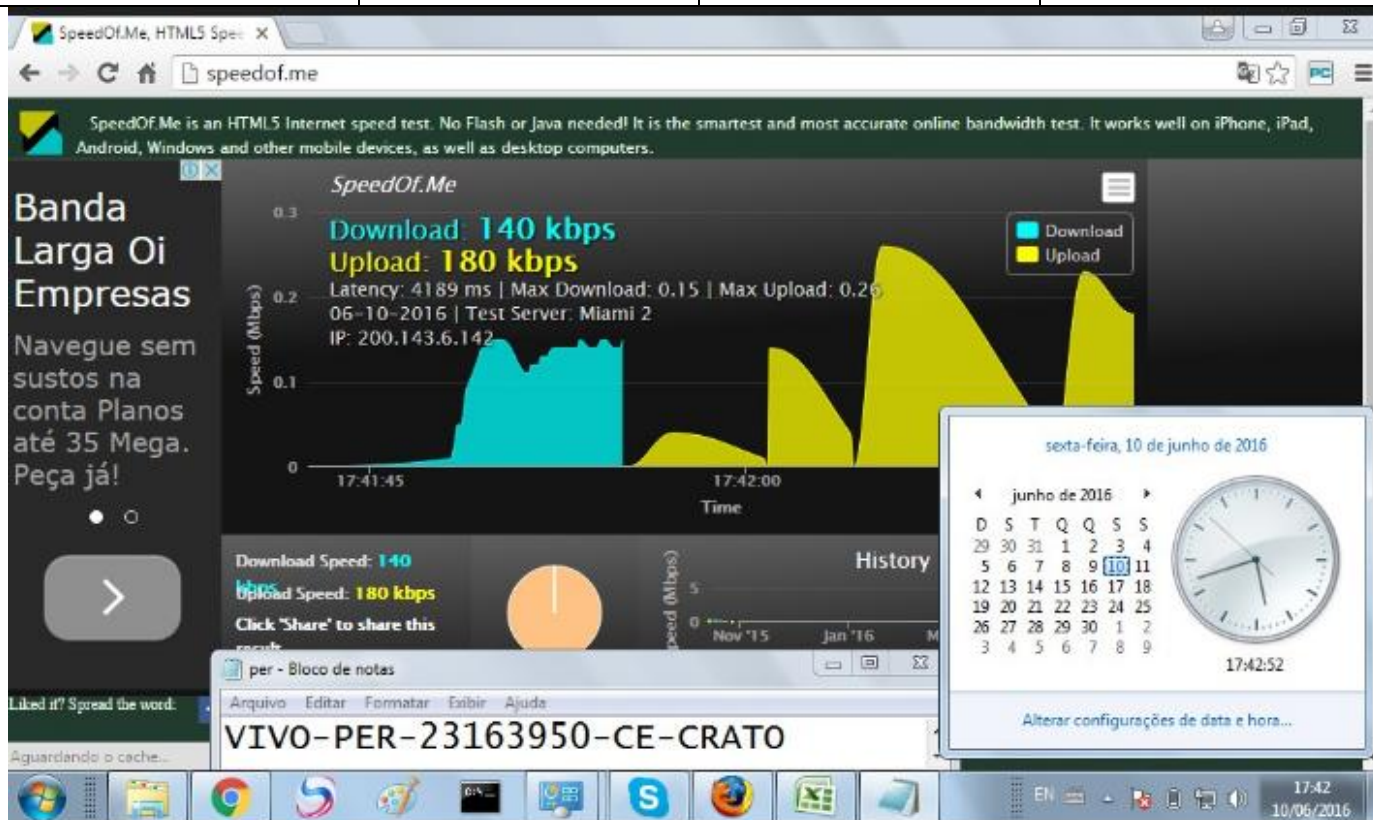 SpeedOf.Me, HTML5 Spee
speedof.me
SpeedOf.Me is an HTML5 Internet speed test. No Flash or Java needed! It is the smartest and most accurate online bandwidth test. It works well on iPhone, iPad,
Android, Windows and other mobile devices, as well as desktop computers.
Banda
Larga Oi
Empresas
Navegue sem
sustos na
conta Planos
até 35 Mega.
Peça já!
SpeedOf.Me
Download: 140 kbps
Upload: 180 kbps
Latency: 4189 ms | Max Download: 0.15 | Max Upload: 0.26
06-10-2016 | Test Server: Miami 2
IP: 200.143.6.142
Download
Upload
Speed (Mbps)
0.3
0.2
0.1
0
17:41:45
17:42:00
Time
Download Speed: 140
kbps
Upload Speed: 180 kbps
Click 'Share' to share this
result
History
5
0
Nov '15
Jan '16
M
Liked it? Spread the word:
Aguardando o cache...
per - Bloco de notas
Arquivo Editar Formatar Exibir Ajuda
VIVO-PER-23163950-CE-CRATO
sexta-feira, 10 de junho de 2016
junho de 2016
D S T Q Q S S
29 30 31 1 2 3 4
5 6 7 8 9 10 11
12 13 14 15 16 17 18
19 20 21 22 23 24 25
26 27 28 29 30 1 2
3 4 5 6 7 8 9
17:42:52
Alterar configurações de data e hora...
EN
17:42
10/06/2016